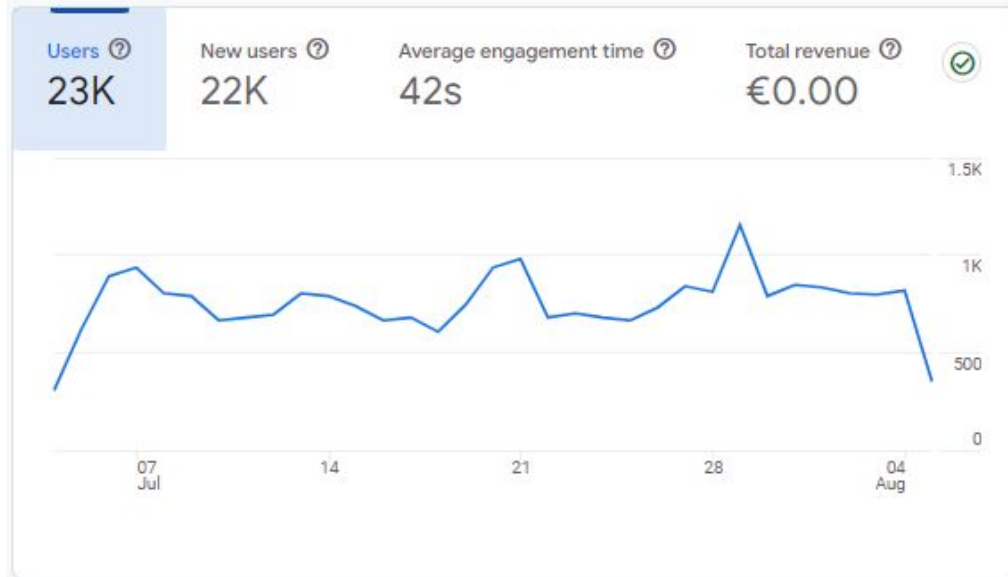 Users
New users
Average engagement time
Total revenue
23K
22K
42s
€0.00
1.5K
1K
500
0
07
Jul
14
21
28
04
Aug